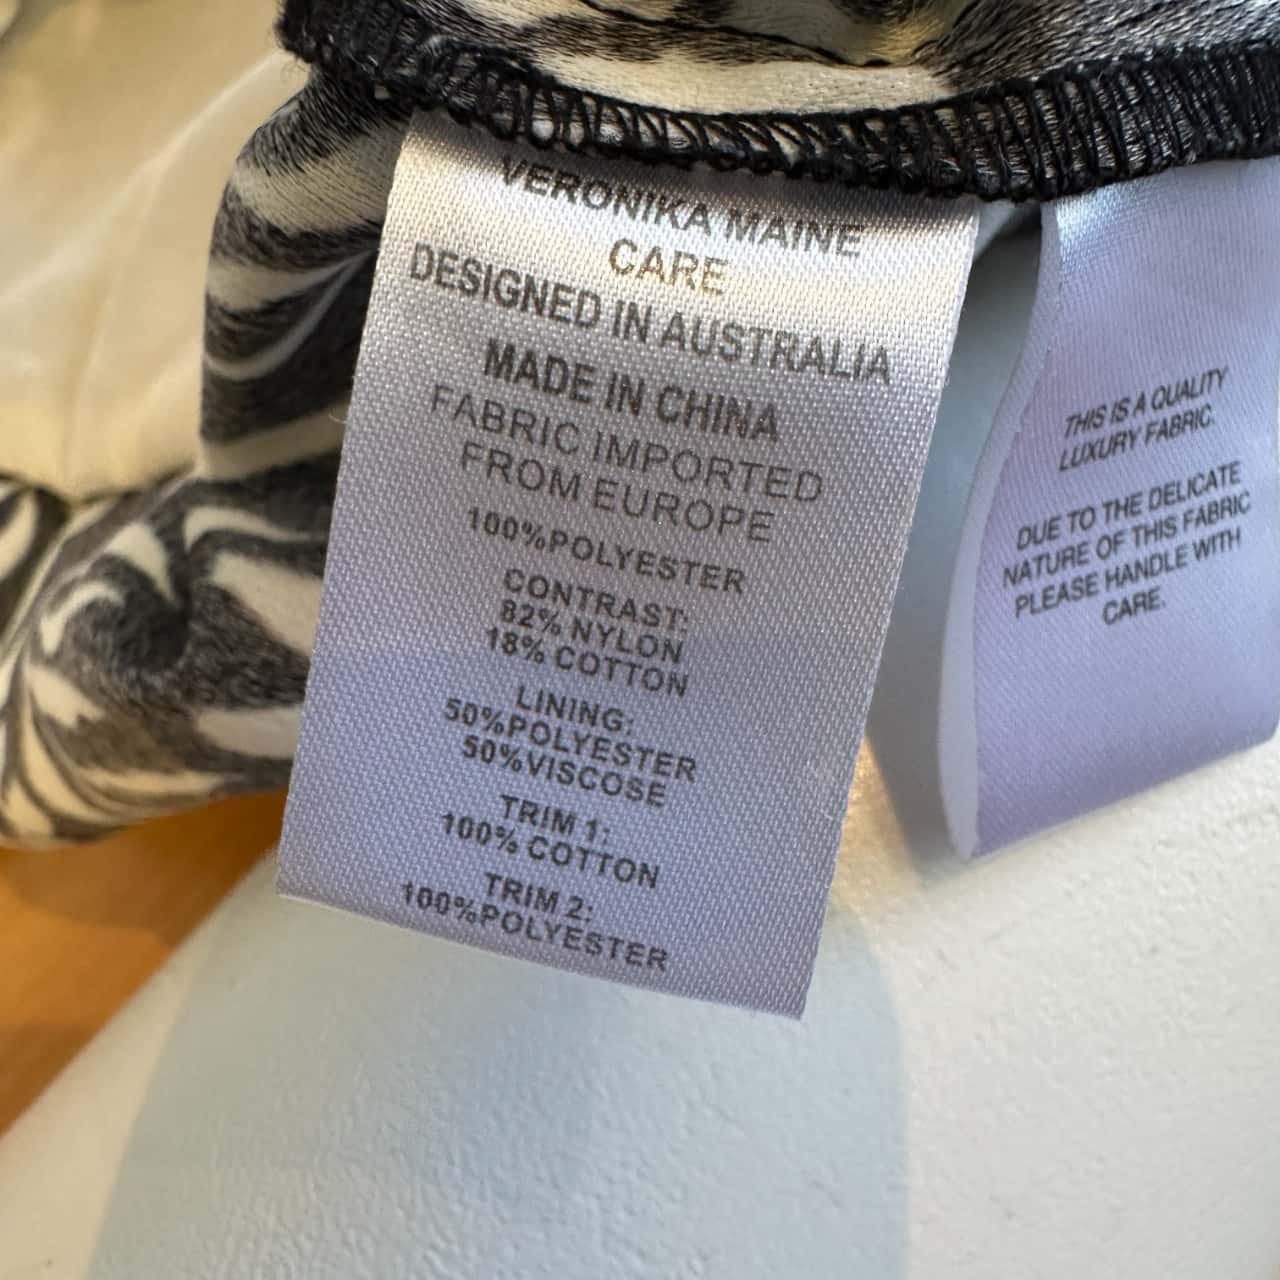 VERONIKA MAINE
CARE
DESIGNED IN AUSTRALIA
MADE IN CHINA
FABRIC IMPORTED
FROM EUROPE
100%POLYESTER
CONTRAST:
82% NYLON
18% COTTON
LINING:
50%POLYESTER
50%VISCOSE
TRIM 1:
100% COTTON
TRIM 2:
100%POLYESTER
THIS IS A QUALITY
LUXURY FABRIC.
DUE TO THE DELICATE
NATURE OF THIS FABRIC
PLEASE HANDLE WITH
CARE.